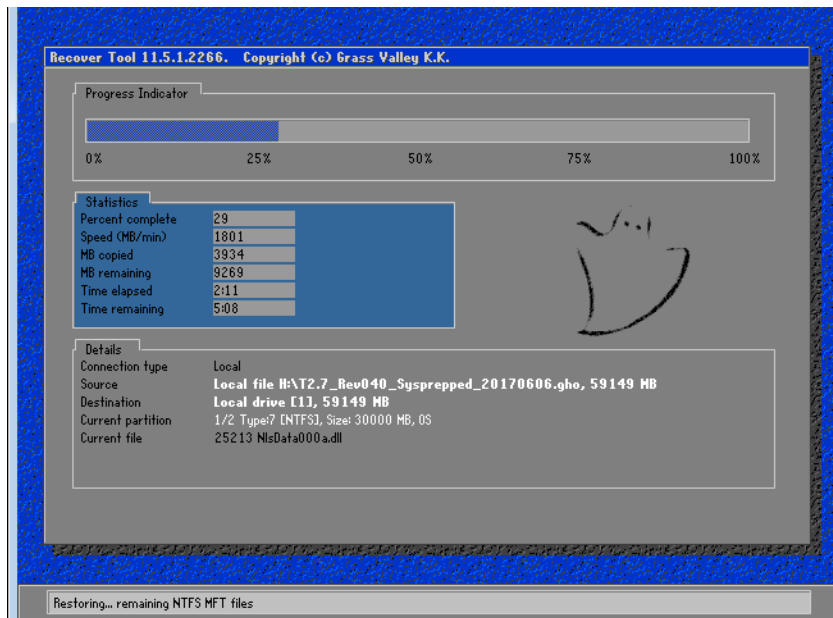 Recover Tool 11.5.1.2266. Copyright (c) Grass Valley K.K.
Progress Indicator
0% 25% 50% 75% 100%
Statistics
Percent complete 29
Speed (MB/min) 1801
MB copied 3934
MB remaining 9269
Time elapsed 2:11
Time remaining 5:08
Details
Connection type Local
Source Local file H:\T2.7_Rev040_Sysprepped_20170606.gho, 59149 MB
Destination Local drive [1], 59149 MB
Current partition 1/2 Type:7 [NTFS], Size: 30000 MB, OS
Current file 25213 NlsData000a.dll
Restoring... remaining NTFS MFT files